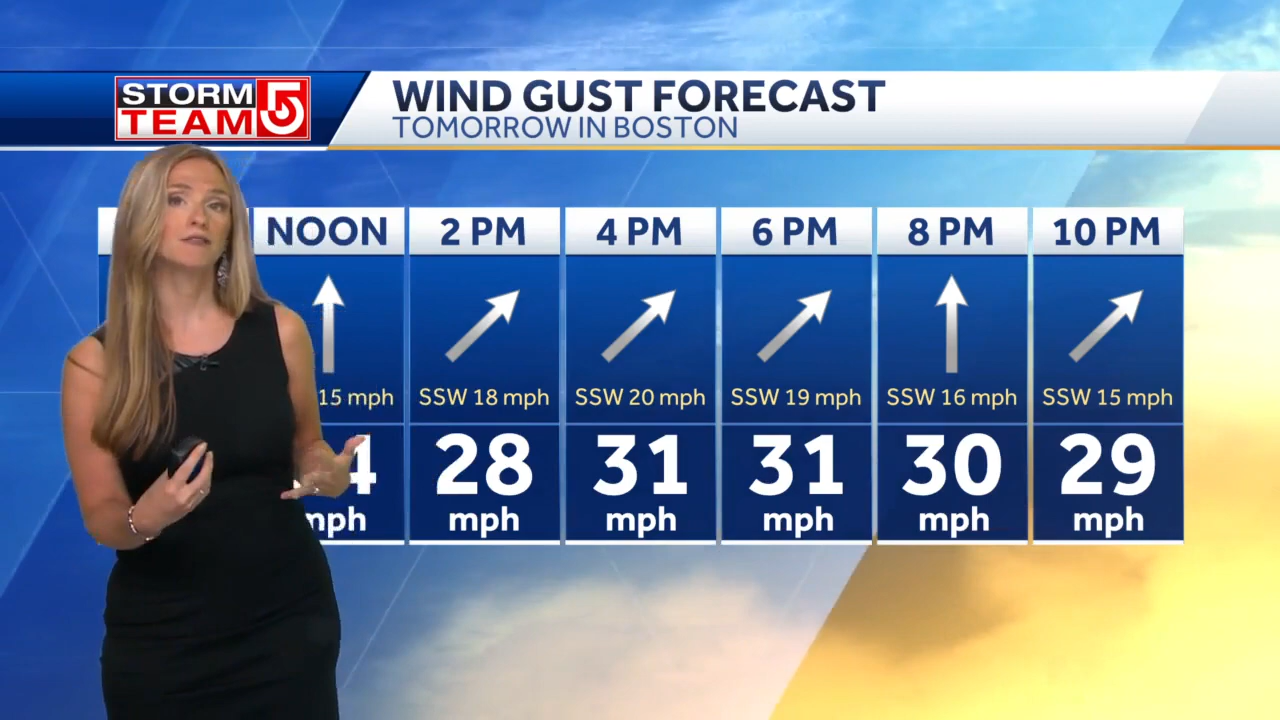 STORM
TEAM 5
WIND GUST FORECAST
TOMORROW IN BOSTON
NOON 2 PM 4 PM 6 PM 8 PM 10 PM
15 mph SSW 18 mph SSW 20 mph SSW 19 mph SSW 16 mph SSW 15 mph
28 31 31 30 29
mph mph mph mph mph mph